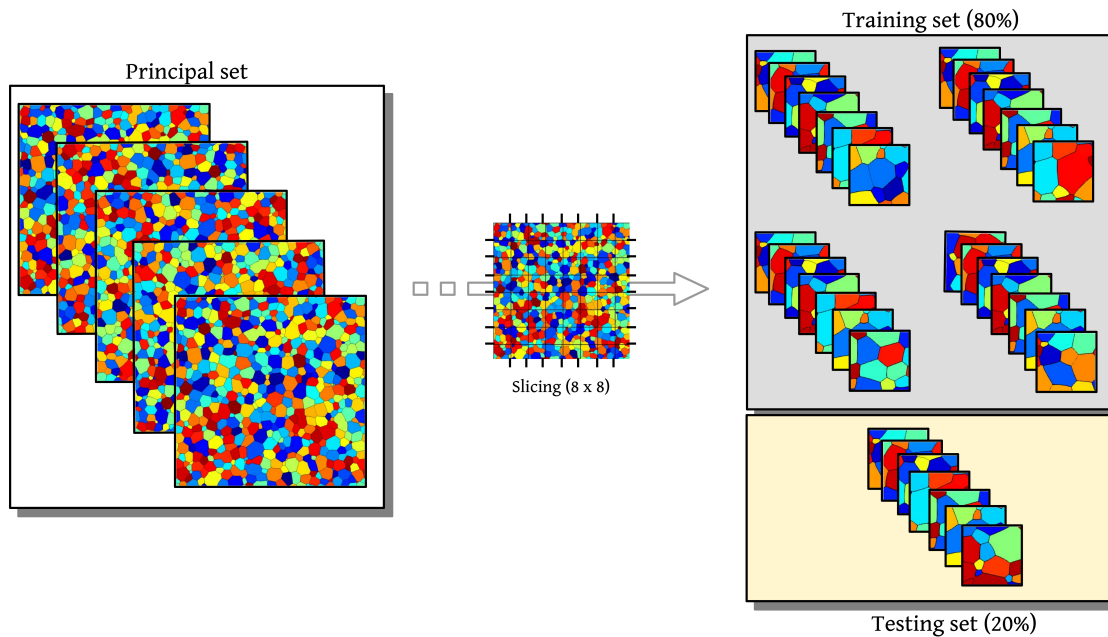 Principal set
Slicing (8 x 8)
Training set (80%)
Testing set (20%)